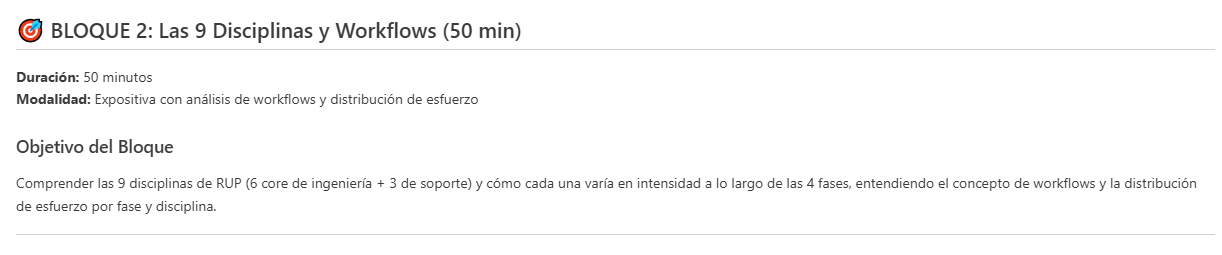 🎯 BLOQUE 2: Las 9 Disciplinas y Workflows (50 min)
Duración: 50 minutos
Modalidad: Expositiva con análisis de workflows y distribución de esfuerzo
Objetivo del Bloque
Comprender las 9 disciplinas de RUP (6 core de ingeniería + 3 de soporte) y cómo cada una varía en intensidad a lo largo de las 4 fases, entendiendo el concepto de workflows y la distribución
de esfuerzo por fase y disciplina.